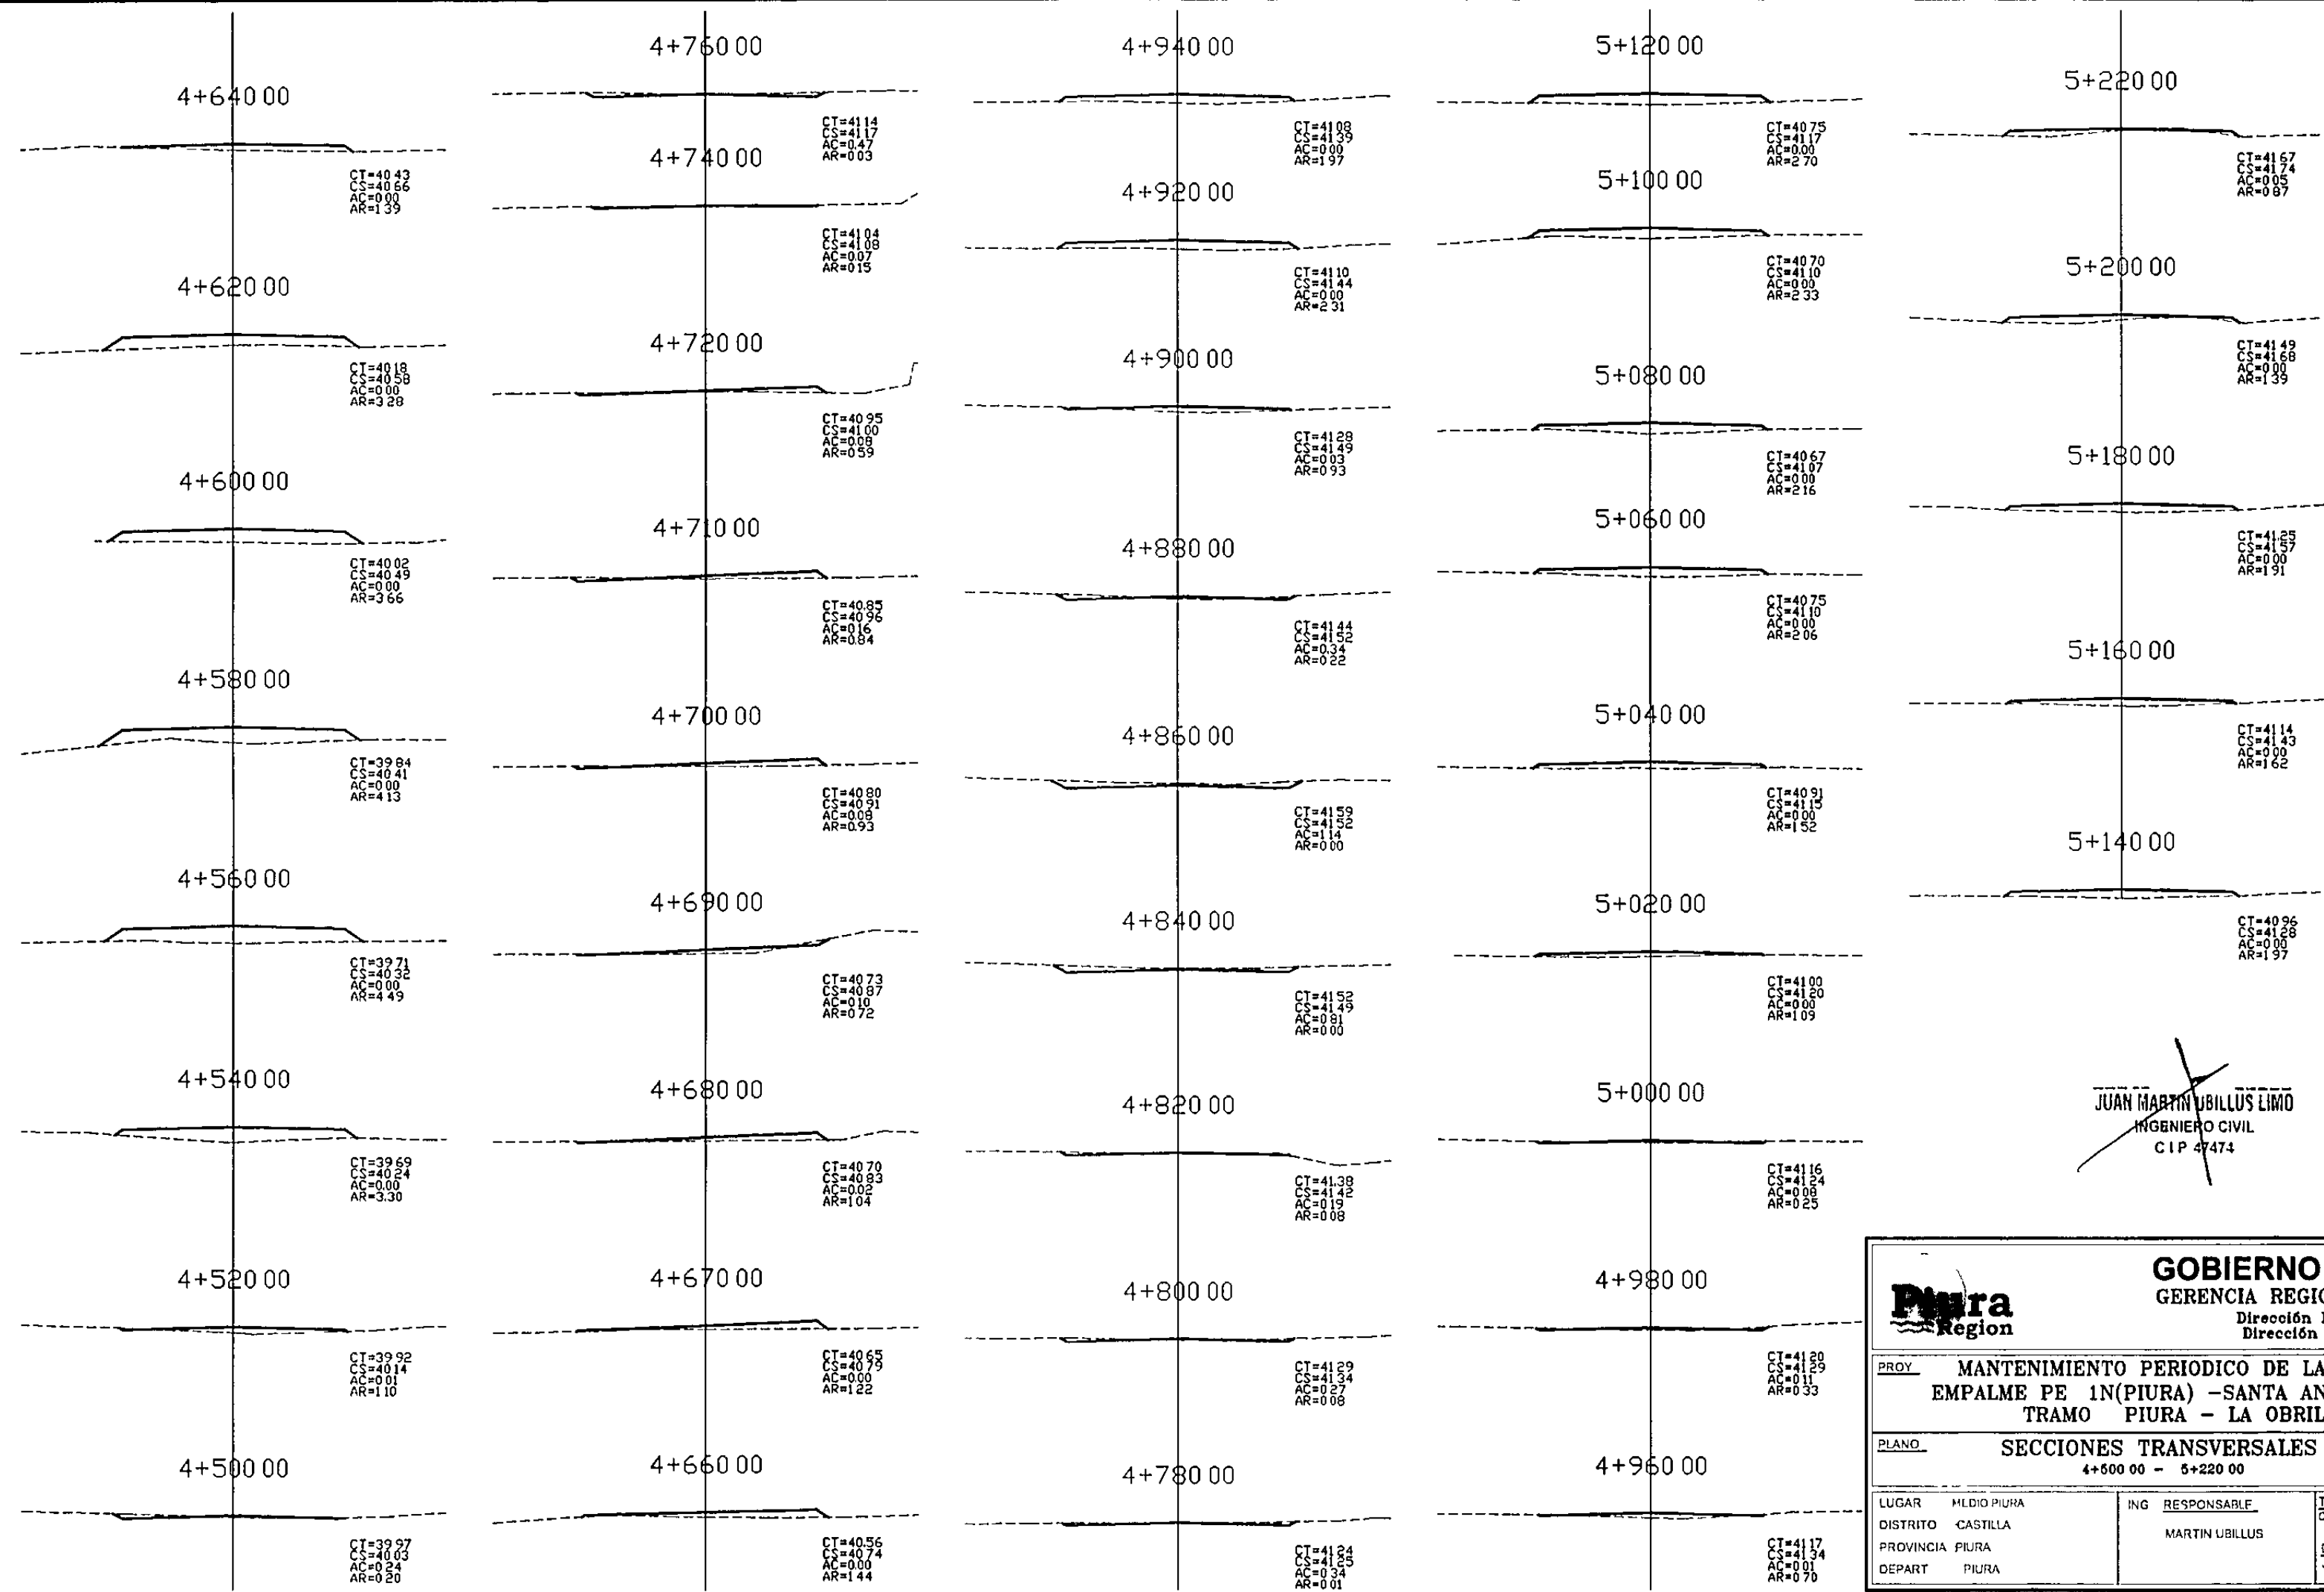 4+640 00
CT=40 43
CS=40 66
AC=0 00
AR=1 39
4+620 00
CT=40 18
CS=40 58
AC=0 00
AR=3 28
4+600 00
CT=40 02
CS=40 49
AC=0 00
AR=3 66
4+580 00
CT=39 84
CS=40 41
AC=0 00
AR=4 13
4+560 00
CT=39 71
CS=40 32
AC=0 00
AR=4 49
4+540 00
CT=39 69
CS=40 24
AC=0.00
AR=3.30
4+520 00
CT=39 92
CS=40 14
AC=0 01
AR=1 10
4+500 00
CT=39 97
CS=40 03
AC=0 24
AR=0 20
4+760 00
CT=41 14
CS=41 17
AC=0.47
AR=0 03
4+740 00
CT=41 04
CS=41 08
AC=0.07
AR=0 15
4+720 00
CT=40 95
CS=41 00
AC=0.08
AR=0 59
4+710 00
CT=40.85
CS=40 96
AC=0 16
AR=0.84
4+700 00
CT=40 80
CS=40 91
AC=0.08
AR=0.93
4+690 00
CT=40 73
CS=40 87
AC=0 10
AR=0 72
4+680 00
CT=40 70
CS=40 83
AC=0.02
AR=1 04
4+670 00
CT=40 65
CS=40 79
AC=0.00
AR=1 22
4+660 00
CT=40.56
CS=40 74
AC=0.00
AR=1 44
4+940 00
CT=41 08
CS=41 39
AC=0 00
AR=1 97
4+920 00
CT=41 10
CS=41 44
AC=0 00
AR=2 31
4+900 00
CT=41 28
CS=41 49
AC=0 03
AR=0 93
4+880 00
CT=41 44
CS=41 52
AC=0.34
AR=0 22
4+860 00
CT=41 59
CS=41 52
AC=1 14
AR=0 00
4+840 00
CT=41 52
CS=41 49
AC=0 81
AR=0 00
4+820 00
CT=41.38
CS=41 42
AC=0 19
AR=0 08
4+800 00
CT=41 29
CS=41 34
AC=0 27
AR=0 08
4+780 00
CT=41 24
CS=41 25
AC=0 34
AR=0 01
5+120 00
CT=40 75
CS=41 17
AC=0.00
AR=2 70
5+100 00
CT=40 70
CS=41 10
AC=0 00
AR=2 33
5+080 00
CT=40 67
CS=41 07
AC=0 00
AR=2 16
5+060 00
CT=40 75
CS=41 10
AC=0 00
AR=2 06
5+040 00
CT=40 91
CS=41 15
AC=0 00
AR=1 52
5+020 00
CT=41 00
CS=41 20
AC=0 00
AR=1 09
5+000 00
CT=41 16
CS=41 24
AC=0 08
AR=0 25
4+980 00
CT=41 20
CS=41 29
AC=0 11
AR=0 33
4+960 00
CT=41 17
CS=41 34
AC=0 01
AR=0 70
5+220 00
CT=41 67
CS=41 74
AC=0 05
AR=0 87
5+200 00
CT=41 49
CS=41 68
AC=0 00
AR=1 39
5+180 00
CT=41.25
CS=41 57
AC=0 00
AR=1 91
5+160 00
CT=41 14
CS=41 43
AC=0 00
AR=1 62
5+140 00
CT=40 96
CS=41 28
AC=0 00
AR=1 97
JUAN MARTIN UBILLUS LIMO
INGENIERO CIVIL
C I P 47474
Piura
Region
GOBIERNO
GERENCIA REGIO
Dirección
Dirección
PROY MANTENIMIENTO PERIODICO DE LA
EMPALME PE 1N(PIURA) -SANTA AN
TRAMO PIURA - LA OBRIL
PLANO SECCIONES TRANSVERSALES
4+500 00 - 5+220 00
LUGAR MEDIO PIURA
DISTRITO CASTILLA
PROVINCIA PIURA
DEPART PIURA
ING RESPONSABLE
MARTIN UBILLUS